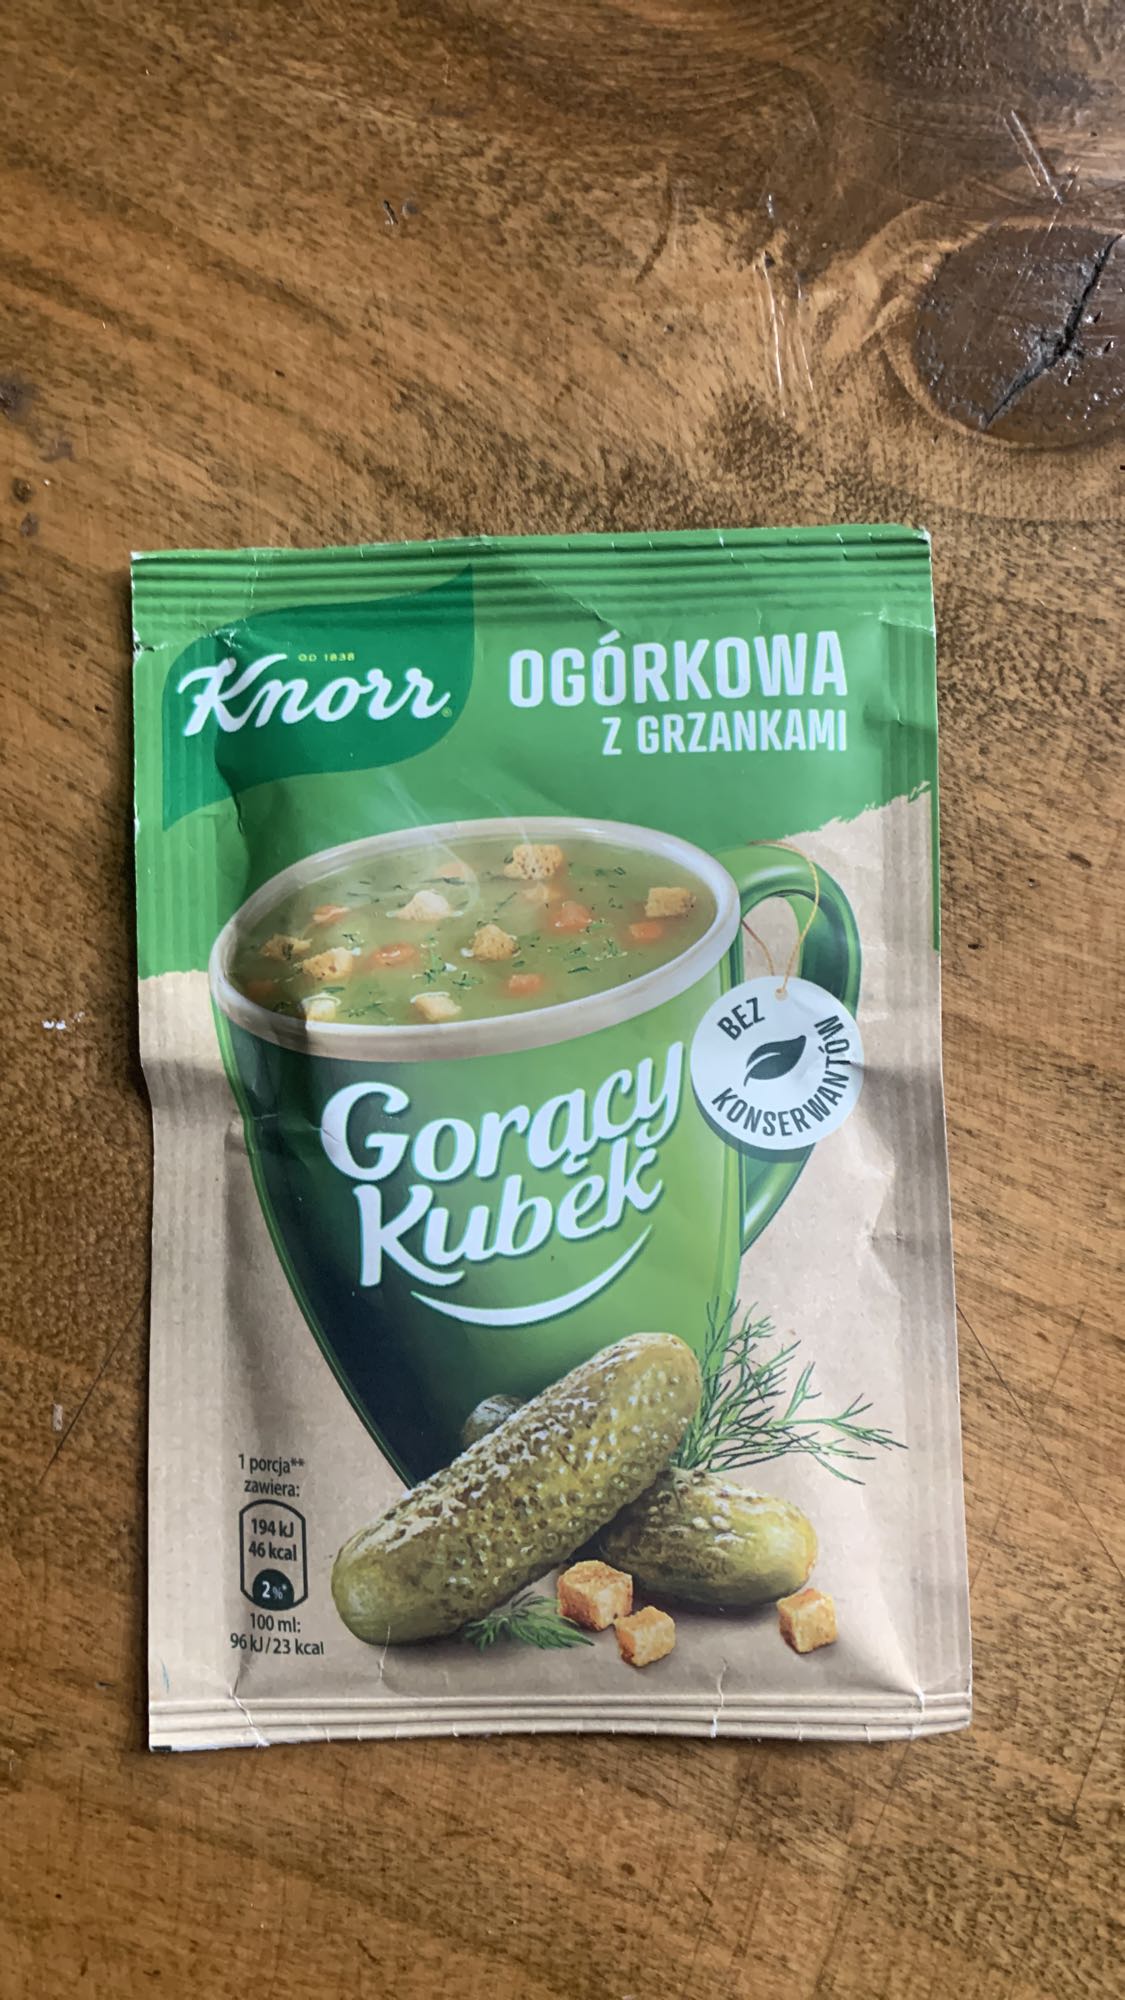 OD 1838
Knorr®
OGÓRKOWA
Z GRZANKAMI
BEZ
KONSERWANTÓW
Gorący
Kubek
1 porcja**
zawiera:
194 kJ
46 kcal
2%*
100 ml:
96 kJ/23 kcal